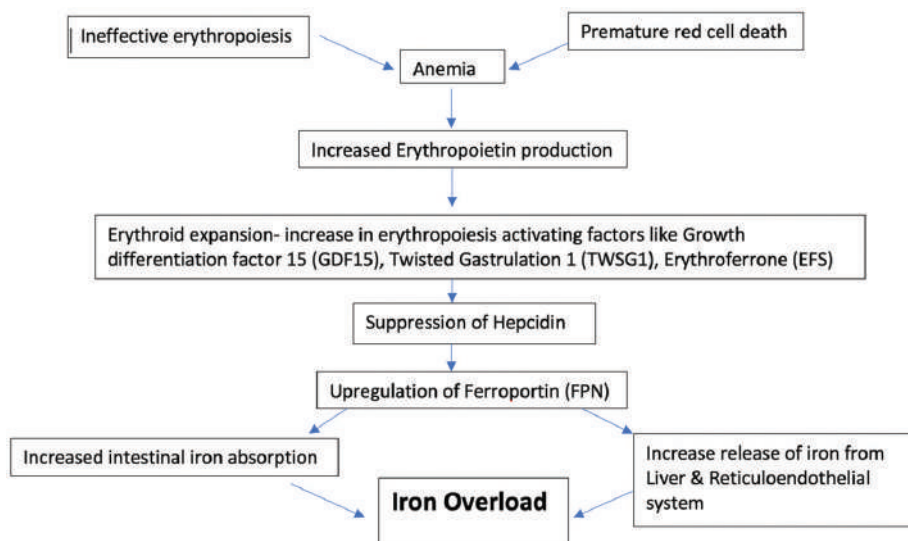 Ineffective erythropoiesis
Premature red cell death
Anemia
Increased Erythropoietin production
Erythroid expansion- increase in erythropoiesis activating factors like Growth
differentiation factor 15 (GDF15), Twisted Gastrulation 1 (TWSG1), Erythroferrone (EFS)
Suppression of Hepcidin
Upregulation of Ferroportin (FPN)
Increased intestinal iron absorption
Increase release of iron from
Liver & Reticuloendothelial
system
Iron Overload